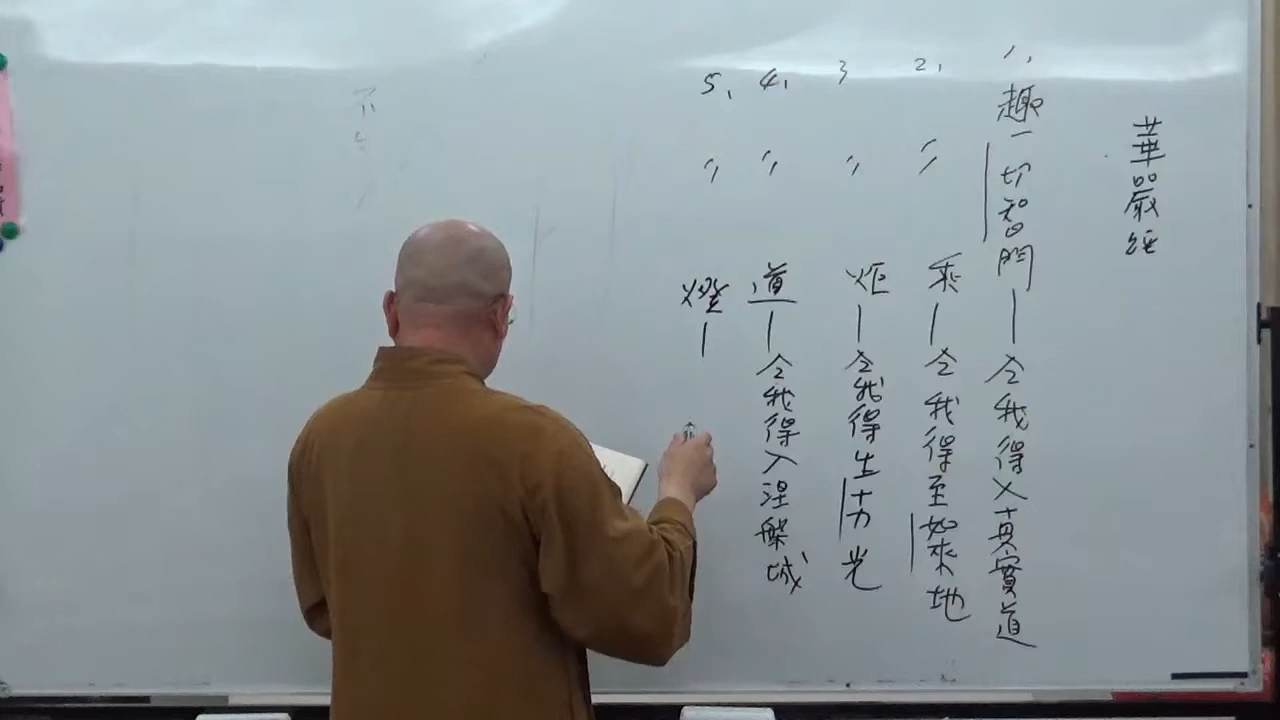 華嚴經
1, 趣一切智門—令我得入真實道
2, 〃 乘—令我得至如來地
3 〃 炬—令我得生十力光
4, 〃 道—令我得入涅槃城
5, 〃 燈—